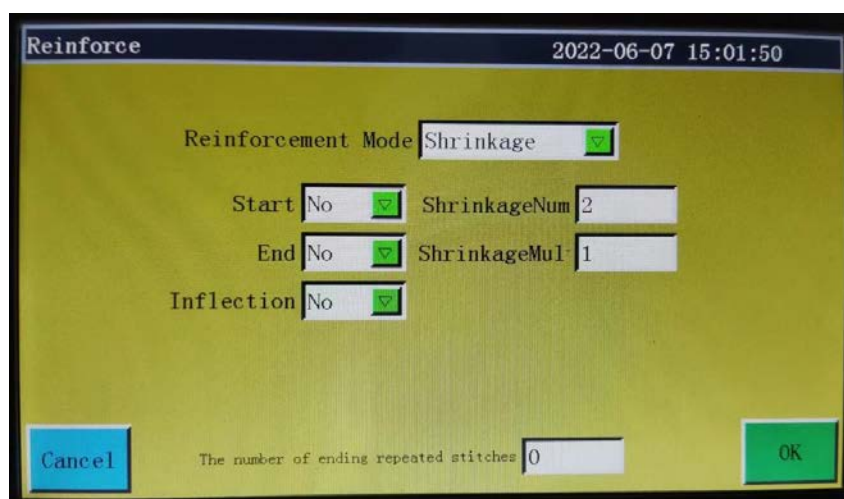 Reinforce 2022-06-07 15:01:50
Reinforcement Mode Shrinkage
Start No ShrinkageNum 2
End No ShrinkageMul 1
Inflection No
Cancel The number of ending repeated stitches 0 OK